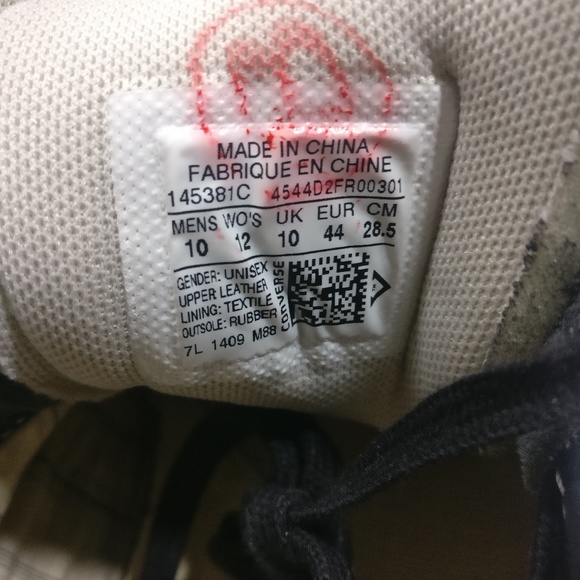 MADE IN CHINA
FABRIQUE EN CHINE
145381C 4544D2FR00301
MENS WO'S UK EUR CM
10 12 10 44 28.5
GENDER: UNISEX
UPPER LEATHER
LINING: TEXTILE
OUTSOLE: RUBBER
7L 1409 M88
CONVERSE